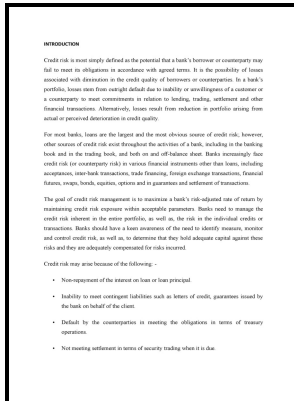 INTRODUCTION
Credit risk is most simply defined as the potential that a bank's borrower or counterparty may
fail to meet its obligations in accordance with agreed terms. It is the possibility of losses
associated with diminution in the credit quality of borrowers or counterparties. In a bank's
portfolio, losses stem from outright default due to inability or unwillingness of a customer or
a counterparty to meet commitments in relation to lending, trading, settlement and other
financial transactions. Alternatively, losses result from reduction in portfolio arising from
actual or perceived deterioration in credit quality.
For most banks, loans are the largest and the most obvious source of credit risk; however,
other sources of credit risk exist throughout the activities of a bank, including in the banking
book and in the trading book, and both on and off-balance sheet. Banks increasingly face
credit risk (or counterparty risk) in various financial instruments other than loans, including
acceptances, inter-bank transactions, trade financing, foreign exchange transactions, financial
futures, swaps, bonds, equities, options and in guarantees and settlement of transactions.
The goal of credit risk management is to maximize a bank's risk-adjusted rate of return by
maintaining credit risk exposure within acceptable parameters. Banks need to manage the
credit risk inherent in the entire portfolio, as well as, the risk in the individual credits or
transactions. Banks should have a keen awareness of the need to identify measure, monitor
and control credit risk, as well as, to determine that they hold adequate capital against these
risks and they are adequately compensated for risks incurred.
Credit risk may arise because of the following: -
• Non-repayment of the interest on loan or loan principal.
• Inability to meet contingent liabilities such as letters of credit, guarantees issued by
the bank on behalf of the client.
• Default by the counterparties in meeting the obligations in terms of treasury
operations.
• Not meeting settlement in terms of security trading when it is due.